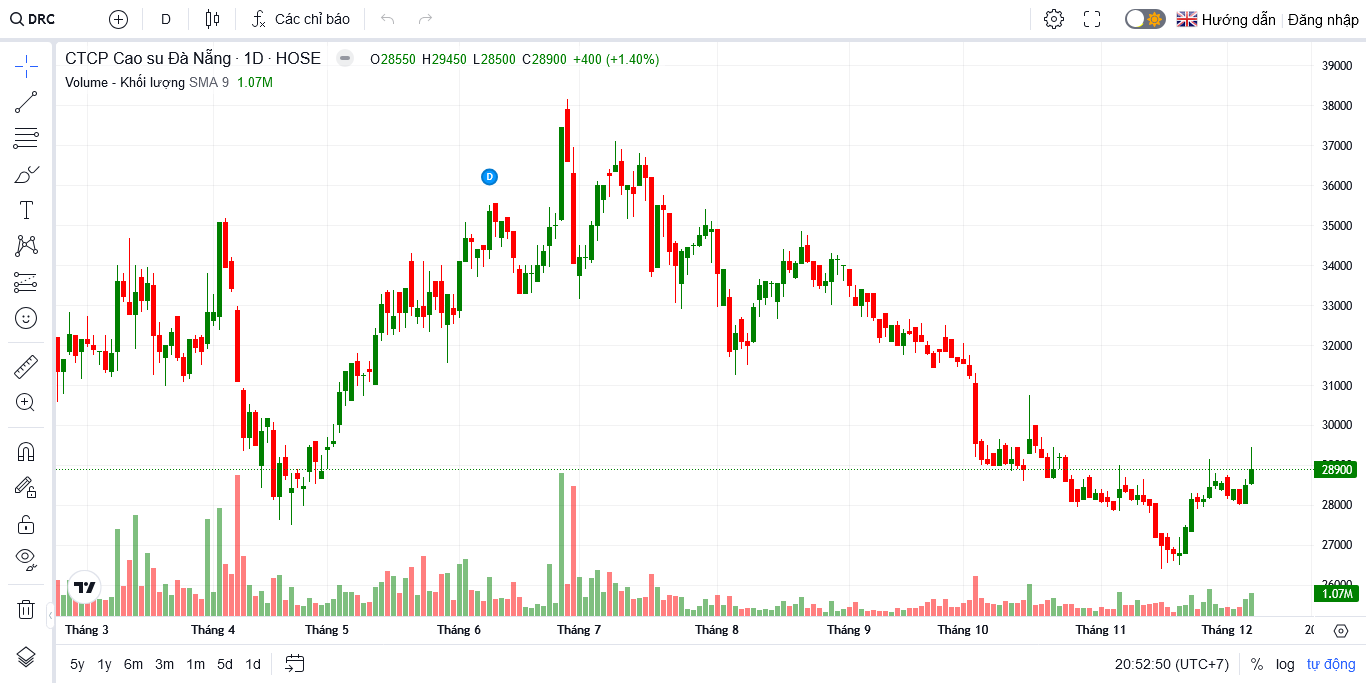 DRC D Các chỉ báo Hướng dẫn Đăng nhập
CTCP Cao su Đà Nẵng · 1D · HOSE O28550 H29450 L28500 C28900 +400 (+1.40%)
Volume - Khối lượng SMA 9 1.07M
D
39000
38000
37000
36000
35000
34000
33000
32000
31000
30000
28900
28000
27000
26000
1.07M
Tháng 3 Tháng 4 Tháng 5 Tháng 6 Tháng 7 Tháng 8 Tháng 9 Tháng 10 Tháng 11 Tháng 12
5y 1y 6m 3m 1m 5d 1d 20:52:50 (UTC+7) % log tự động